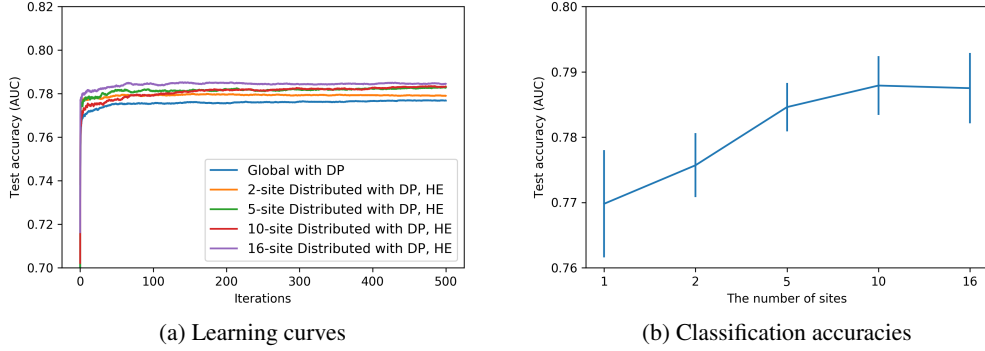 0.82
0.80
0.78
0.76
0.74
0.72
0.70
Test accuracy (AUC)
Global with DP
2-site Distributed with DP, HE
5-site Distributed with DP, HE
10-site Distributed with DP, HE
16-site Distributed with DP, HE
0 100 200 300 400 500
Iterations
(a) Learning curves
0.80
0.79
0.78
0.77
0.76
Test accuracy (AUC)
1 2 5 10 16
The number of sites
(b) Classification accuracies